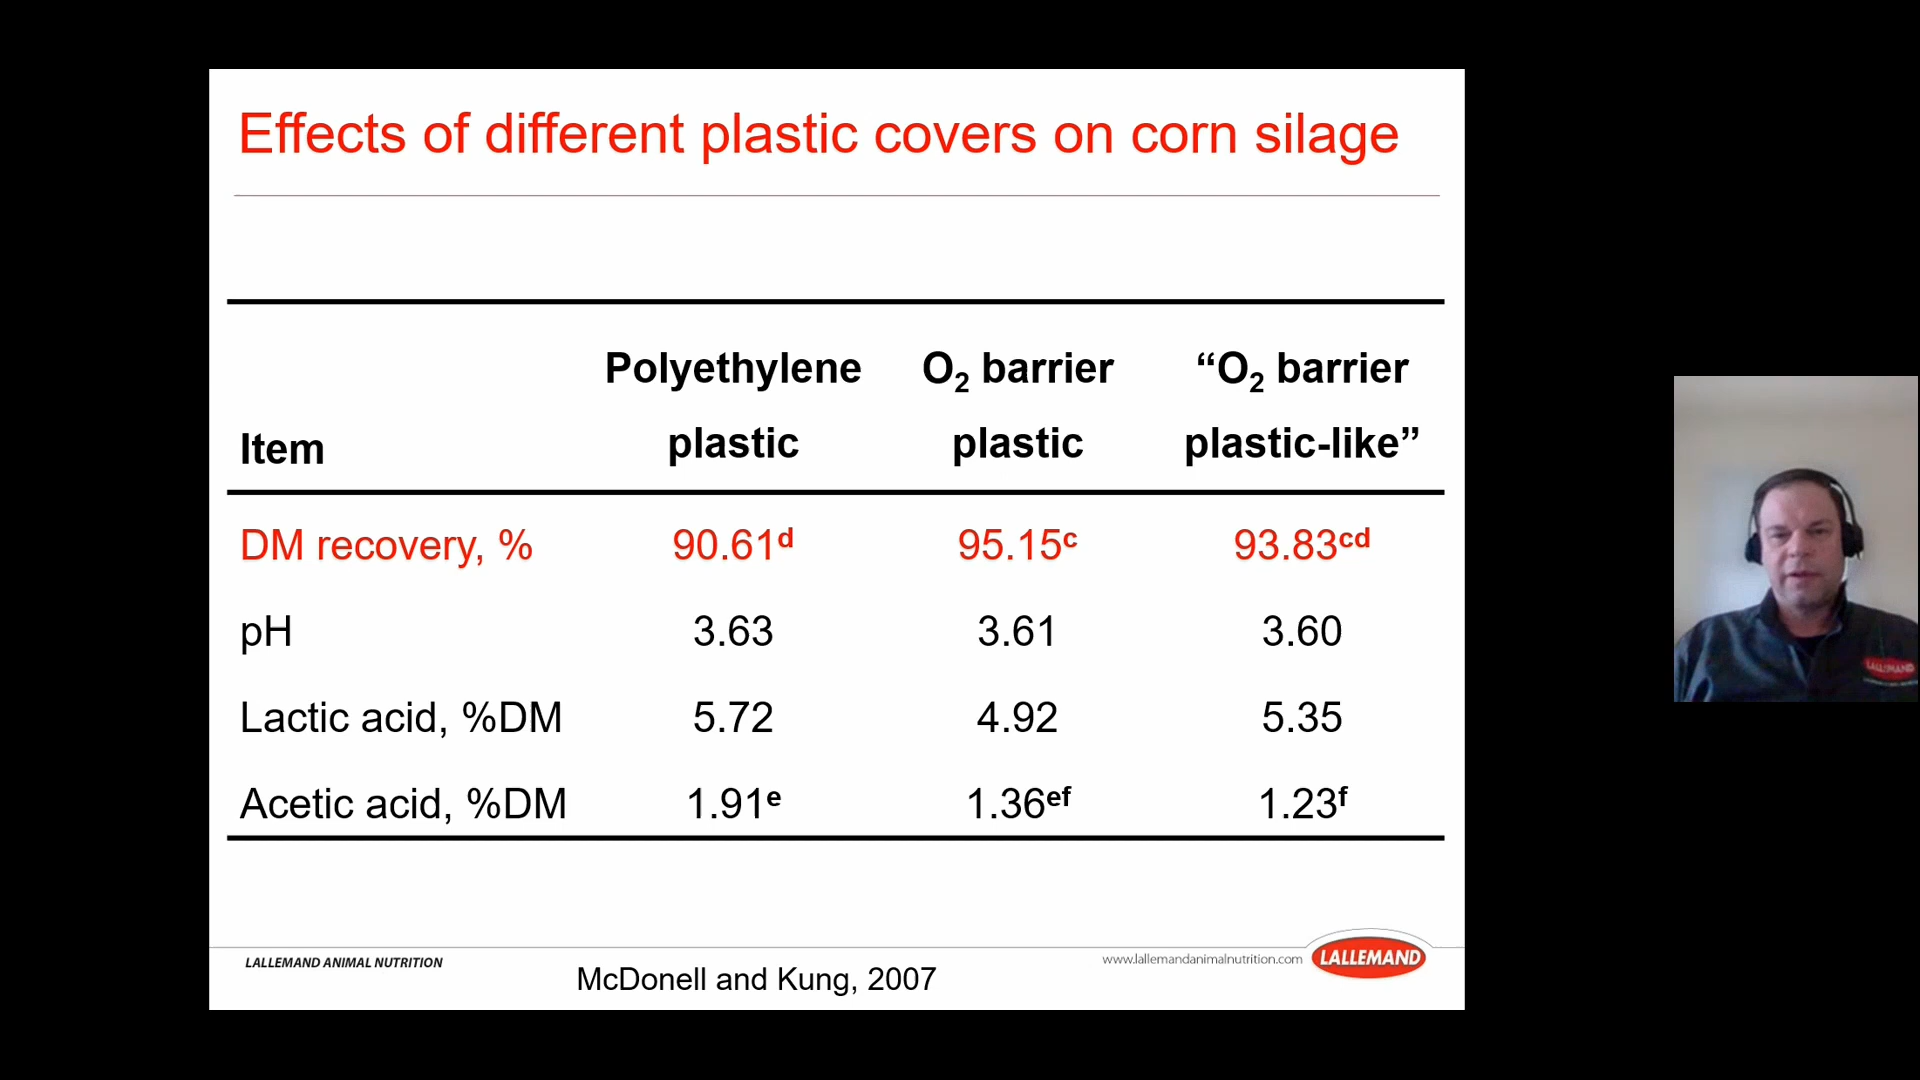 Effects of different plastic covers on corn silage
Item Polyethylene plastic O₂ barrier plastic “O₂ barrier plastic-like”
DM recovery, % 90.61ᵈ 95.15ᶜ 93.83ᶜᵈ
pH 3.63 3.61 3.60
Lactic acid, %DM 5.72 4.92 5.35
Acetic acid, %DM 1.91ᵉ 1.36ᵉᶠ 1.23ᶠ
LALLEMAND ANIMAL NUTRITION
McDonell and Kung, 2007
www.lallemandanimalnutrition.com
LALLEMAND
LALLEMAND